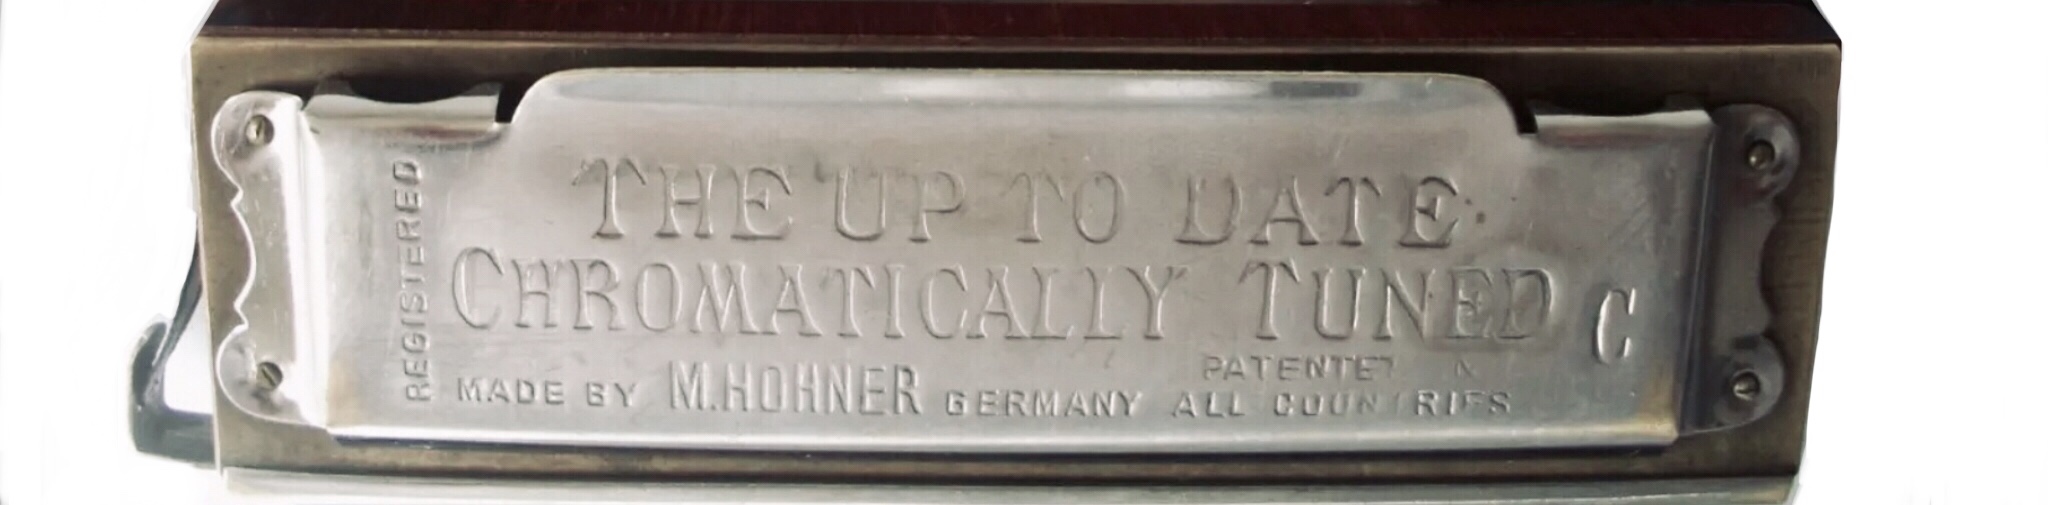 REGISTERED
THE UP TO DATE
CHROMATICALLY TUNED
C
PATENTED
MADE BY M. HOHNER GERMANY ALL COUNTRIES